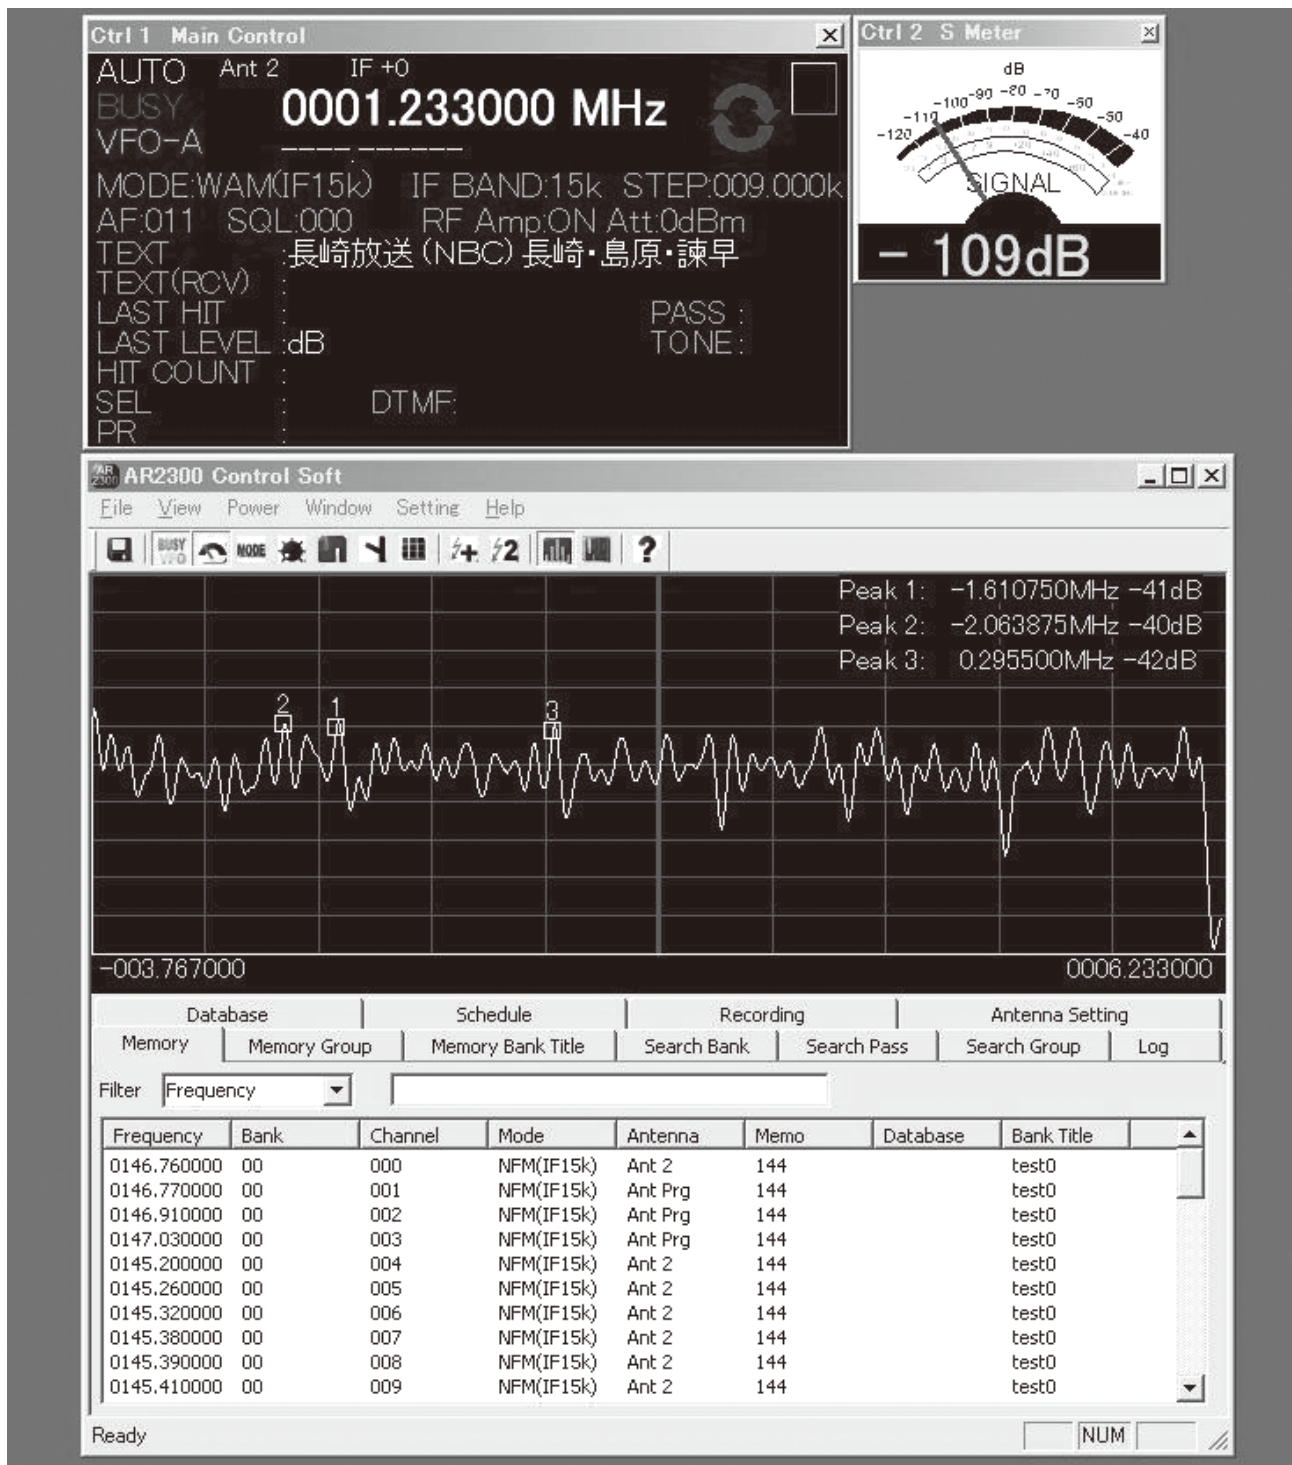 Ctrl 1 Main Control
AUTO Ant 2 IF +0
BUSY 0001.233000 MHz
VFO-A ----.------
MODE:WAM(IF15k) IF BAND:15k STEP:009.000k
AF:011 SQL:000 RF Amp:ON Att:0dBm
TEXT :長崎放送(NBC)長崎・島原・諫早
TEXT(RCV) :
LAST HIT : PASS :
LAST LEVEL :dB TONE :
HIT COUNT :
SEL : DTMF:
PR :
Ctrl 2 S Meter
dB
-120 -110 -100 -90 -80 -70 -60 -50 -40
SIGNAL
- 109dB
AR2300 Control Soft
File View Power Window Setting Help
BUSY VFO MODE 2 ?
Peak 1: -1.610750MHz -41dB
Peak 2: -2.063875MHz -40dB
Peak 3: 0.295500MHz -42dB
2 1 3
-003.767000 0006.233000
Database Schedule Recording Antenna Setting
Memory Memory Group Memory Bank Title Search Bank Search Pass Search Group Log
Filter Frequency
Frequency Bank Channel Mode Antenna Memo Database Bank Title
0146.760000 00 000 NFM(IF15k) Ant 2 144 test0
0146.770000 00 001 NFM(IF15k) Ant Prg 144 test0
0146.910000 00 002 NFM(IF15k) Ant Prg 144 test0
0147.030000 00 003 NFM(IF15k) Ant Prg 144 test0
0145.200000 00 004 NFM(IF15k) Ant 2 144 test0
0145.260000 00 005 NFM(IF15k) Ant 2 144 test0
0145.320000 00 006 NFM(IF15k) Ant 2 144 test0
0145.380000 00 007 NFM(IF15k) Ant 2 144 test0
0145.390000 00 008 NFM(IF15k) Ant 2 144 test0
0145.410000 00 009 NFM(IF15k) Ant 2 144 test0
Ready NUM